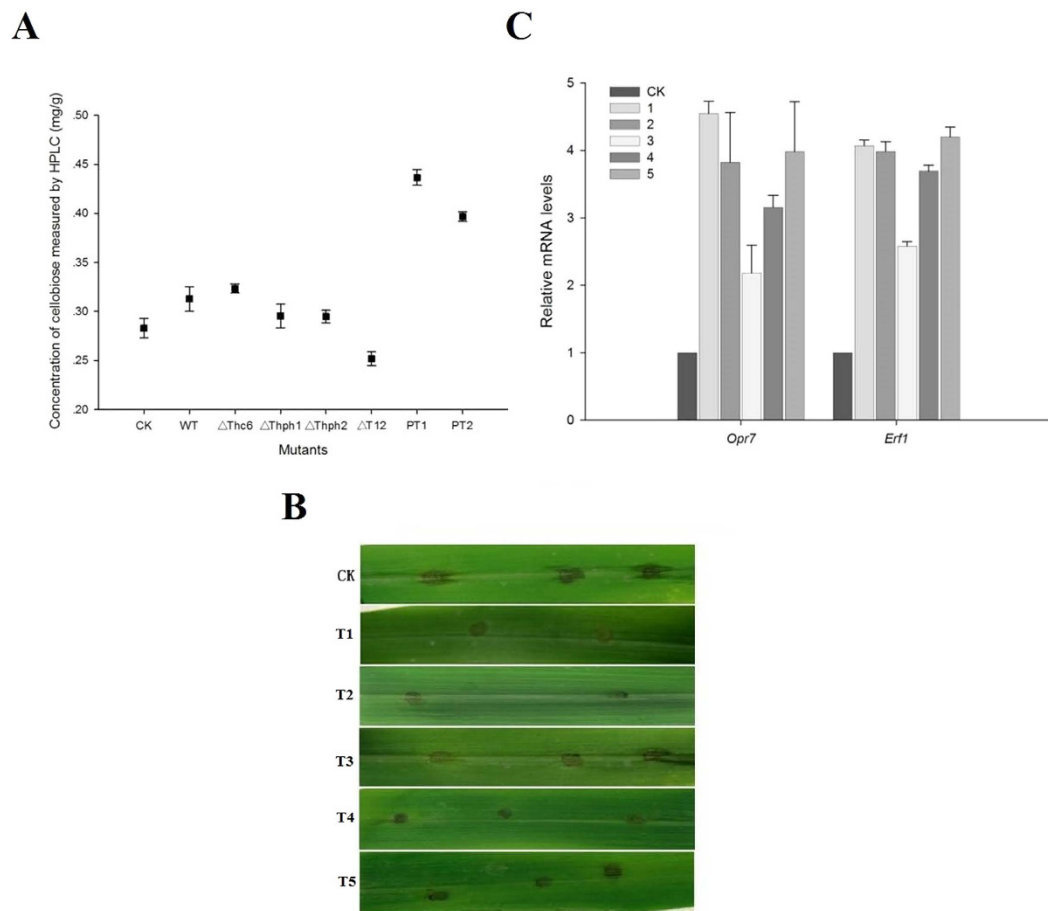 A
Concentration of cellobiose measured by HPLC (mg/g)
.50
.45
.40
.35
.30
.25
.20
CK WT △Thc6 △Thph1 △Thph2 △T12 PT1 PT2
Mutants
C
Relative mRNA levels
5
4
3
2
1
0
CK
1
2
3
4
5
Opr7 Erf1
B
CK
T1
T2
T3
T4
T5